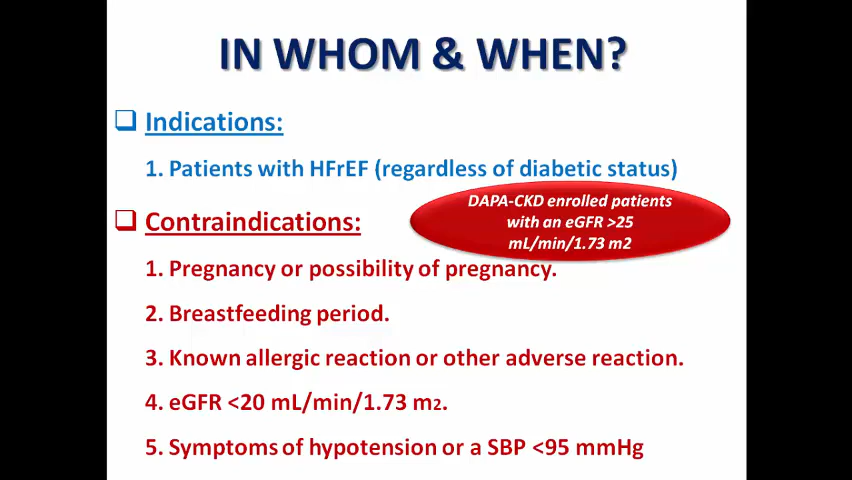 IN WHOM & WHEN?
Indications:
1. Patients with HFrEF (regardless of diabetic status)
DAPA-CKD enrolled patients
with an eGFR >25
mL/min/1.73 m2
Contraindications:
1. Pregnancy or possibility of pregnancy.
2. Breastfeeding period.
3. Known allergic reaction or other adverse reaction.
4. eGFR <20 mL/min/1.73 m2.
5. Symptoms of hypotension or a SBP <95 mmHg